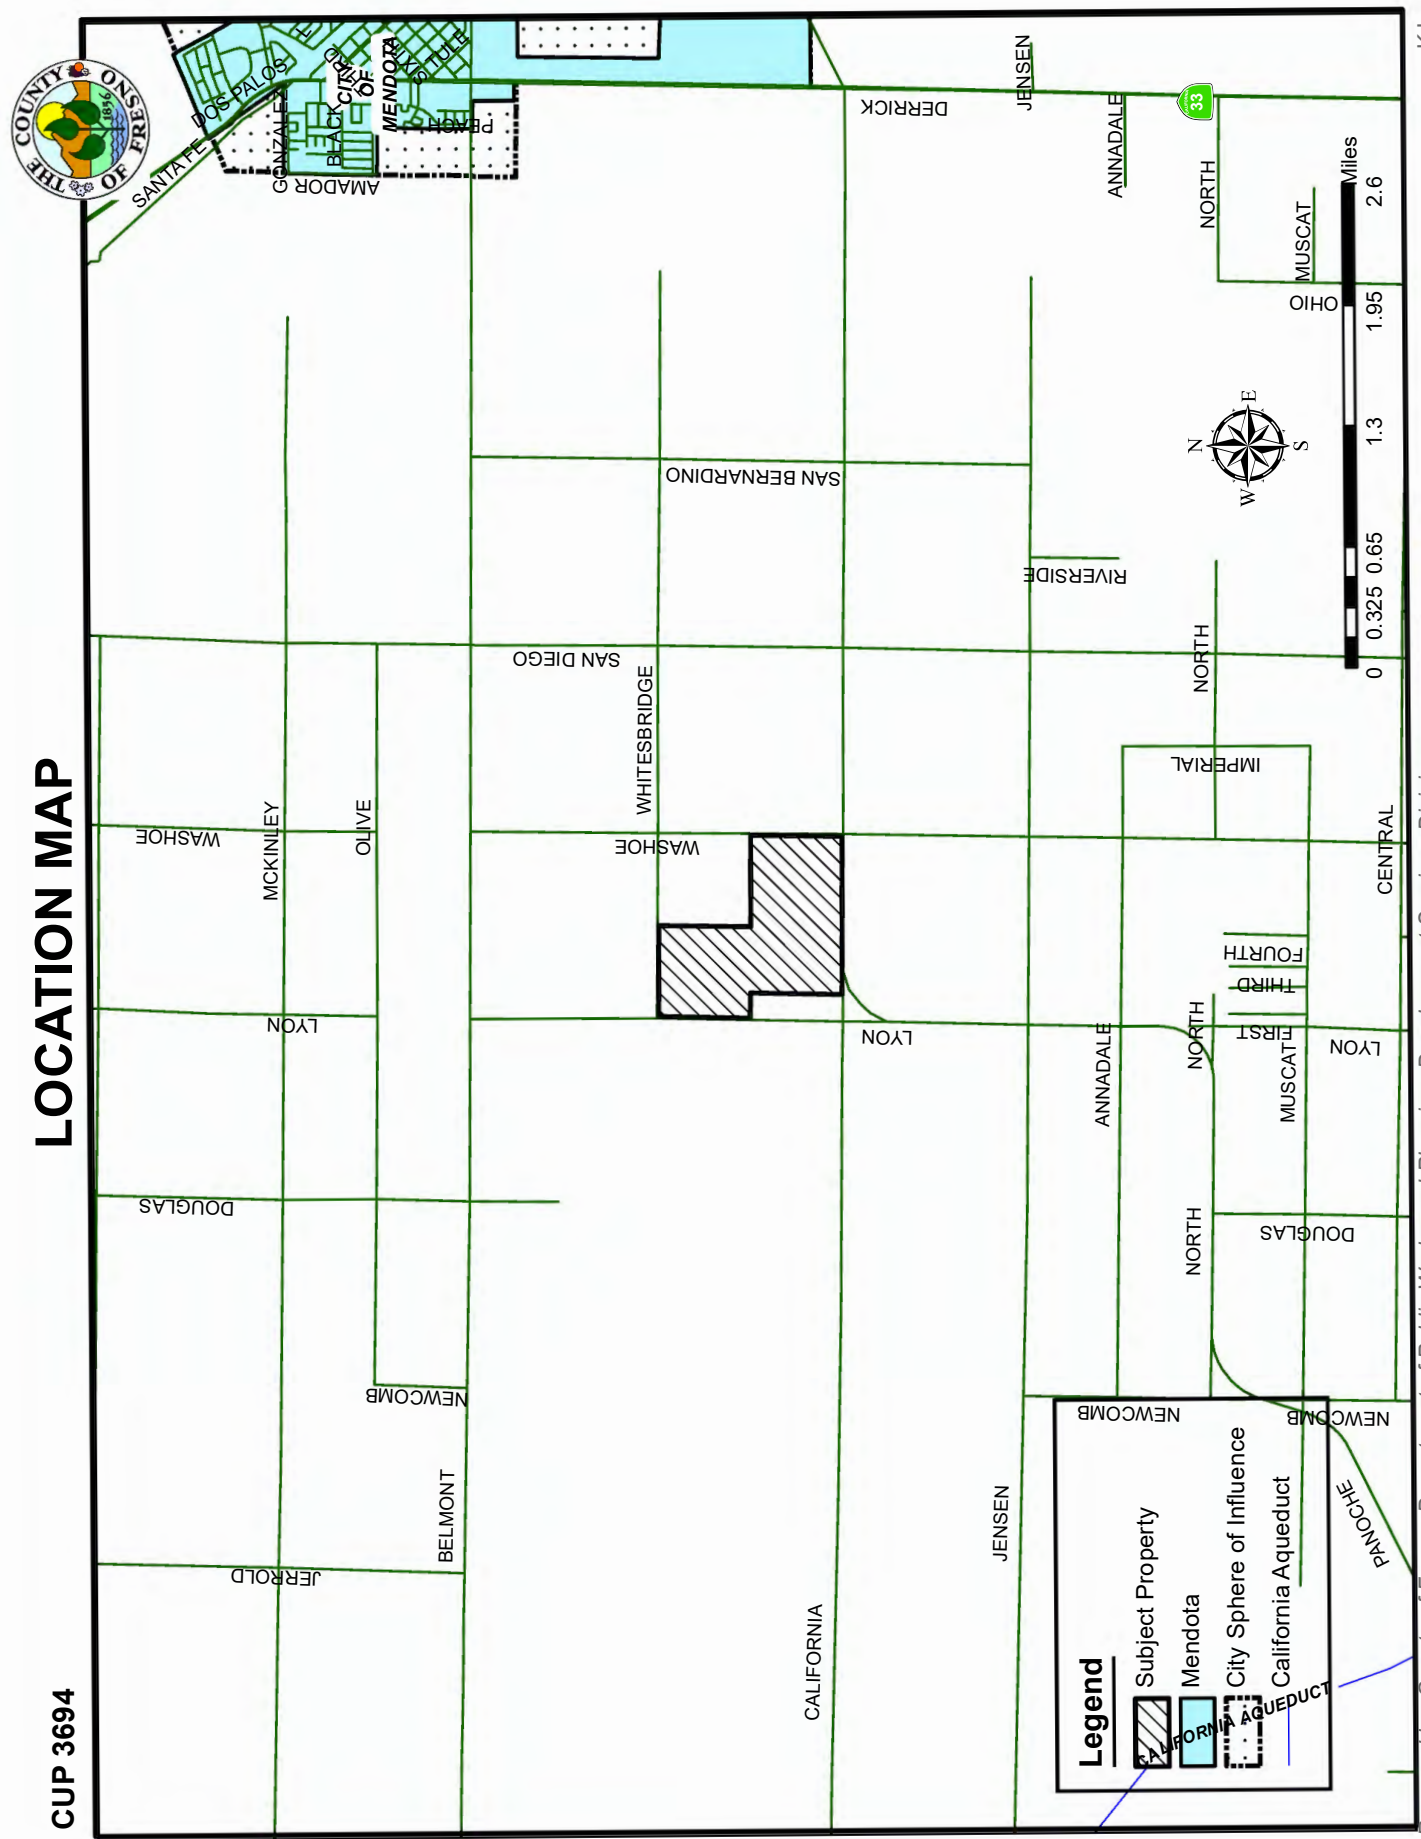 CUP 3694
LOCATION MAP
THE COUNTY OF FRESNO
1856
JERROLD
DOUGLAS
LYON
WASHOE
MCKINLEY
OLIVE
NEWCOMB
BELMONT
SAN DIEGO
SANTA FE
DOS PALOS
GONZALEZ
AMADOR
BLACK
CITY
OF
MENDOTA
THIRD
SIXTH
TULE
PEACH
WHITESBRIDGE
WASHOE
SAN BERNARDINO
DERRICK
CALIFORNIA
LYON
JENSEN
JENSEN
RIVERSIDE
ANNADALE
ANNADALE
33
NORTH
NORTH
NORTH
NORTH
IMPERIAL
FOURTH
THIRD
FIRST
MUSCAT
MUSCAT
OHIO
LYON
DOUGLAS
NEWCOMB
NEWCOMB
CENTRAL
PANOCHE
CALIFORNIA AQUEDUCT
N
E
S
W
Miles
0 0.325 0.65 1.3 1.95 2.6
Legend
Subject Property
Mendota
City Sphere of Influence
California Aqueduct